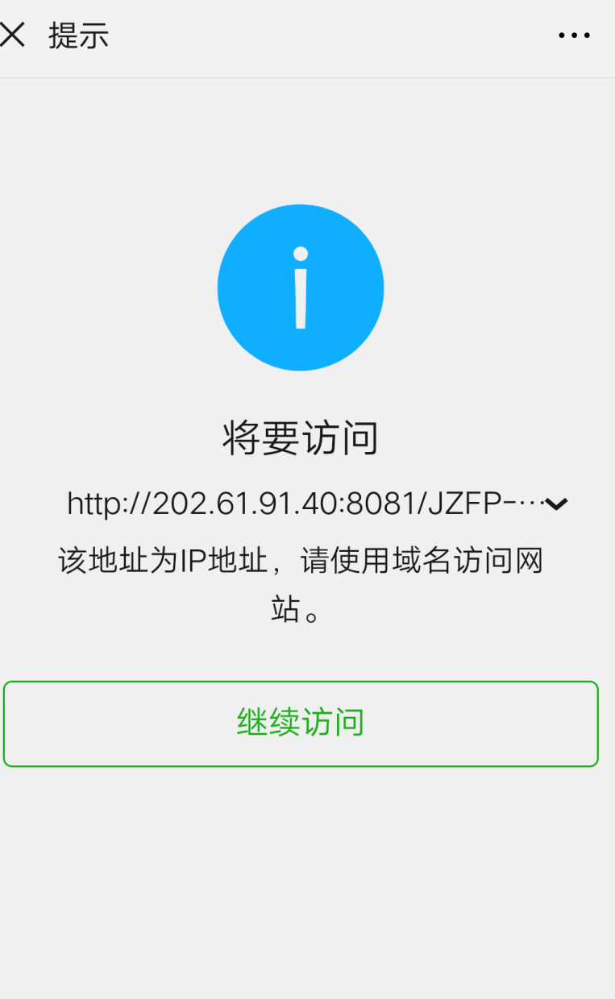 提示
将要访问
http://202.61.91.40:8081/JZFP-···
该地址为IP地址，请使用域名访问网
站。
继续访问